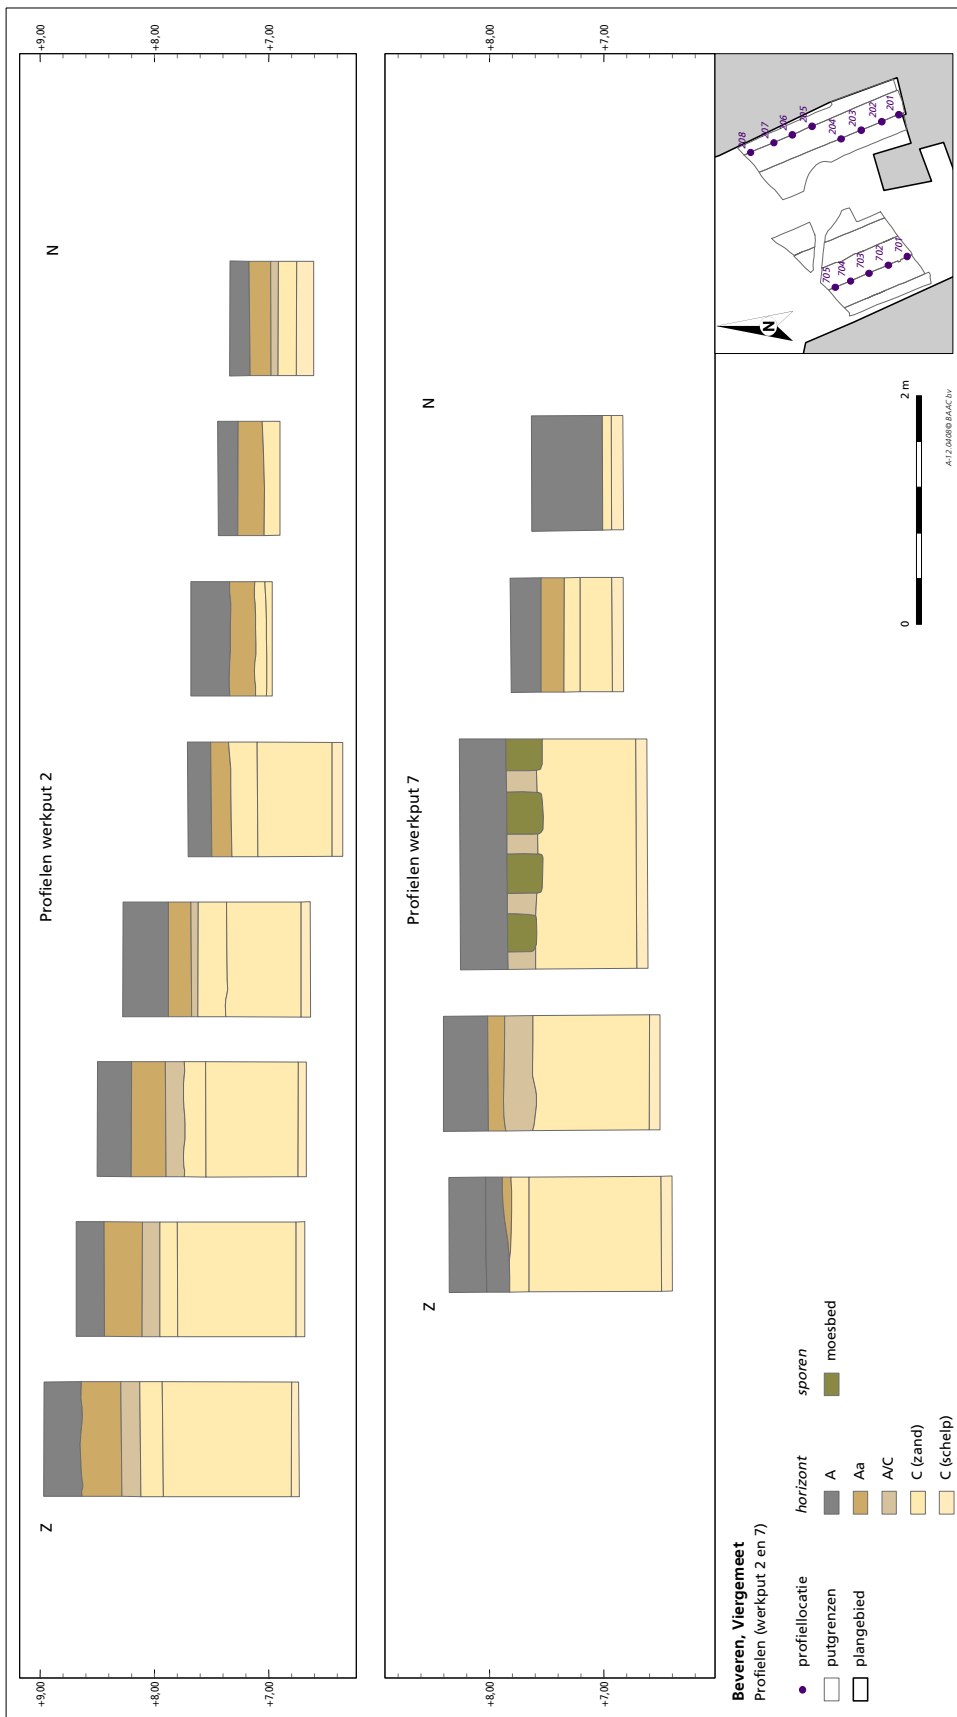 Profielen werkput 2
+9,00
+8,00
+7,00
Z
N
+9,00
+8,00
+7,00
Profielen werkput 7
+8,00
+7,00
Z
N
+8,00
+7,00
Beveren, Viergemeet
Profielen (werkput 2 en 7)
profiellocatie
putgrenzen
plangebied
horizont
A
Aa
A/C
C (zand)
C (schelp)
sporen
moesbed
0
2 m
A-12.0408©BAAC bv
N
705
704
703
702
701
208
207
206
205
204
203
202
201